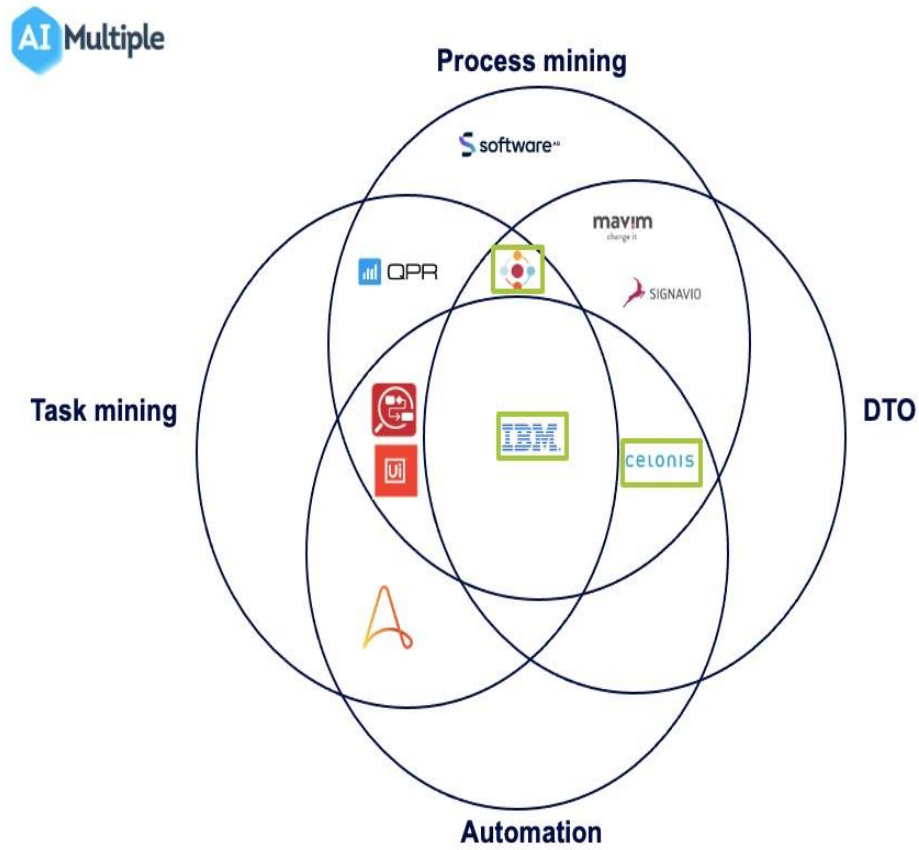 AI Multiple
Process mining
software AG
mavim
change it
QPR
SIGNAVIO
Task mining
DTO
IBM.
celonis
Ui
Automation